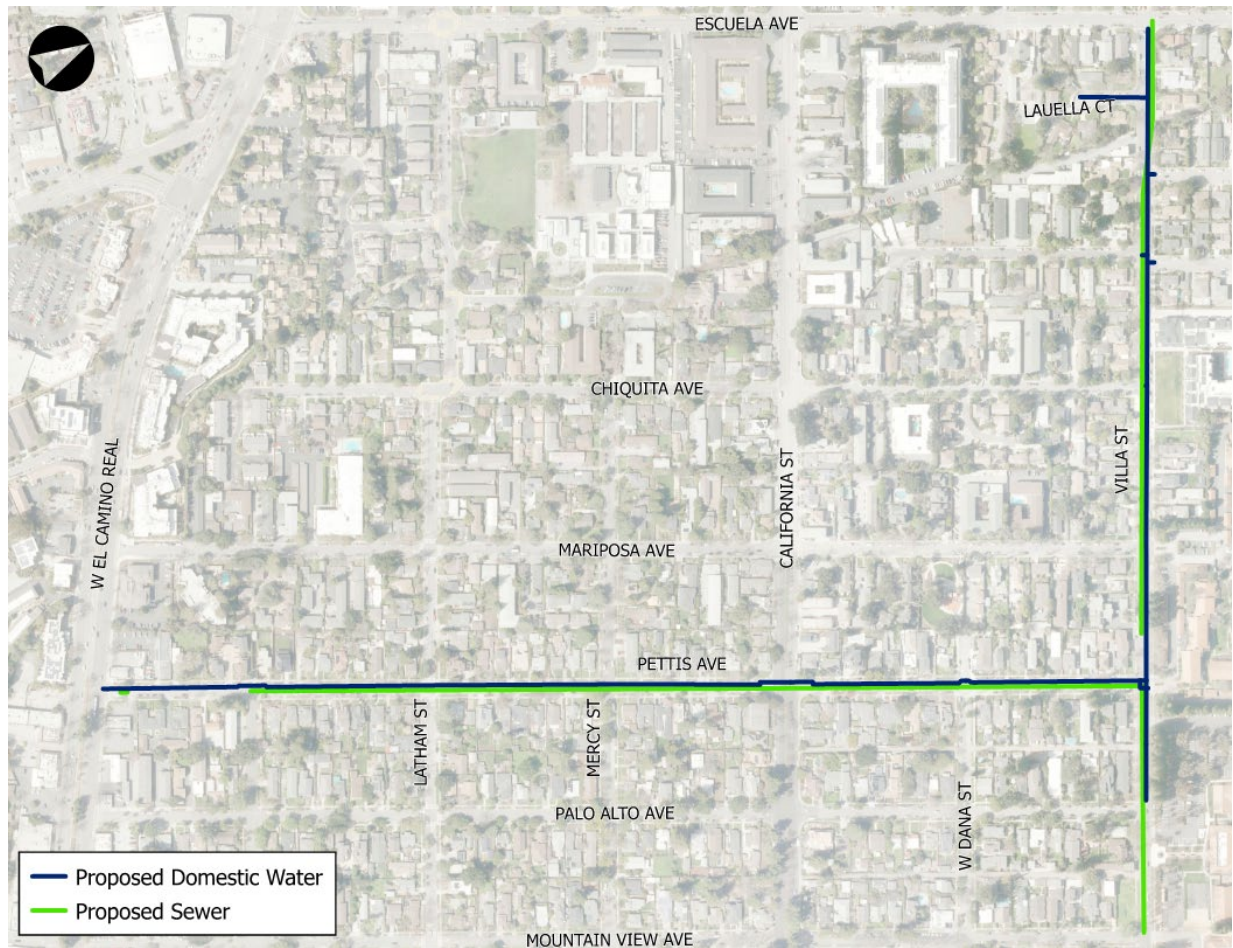 ESCUELA AVE
LAUELLA CT
CHIQUITA AVE
W EL CAMINO REAL
CALIFORNIA ST
VILLA ST
MARIPOSA AVE
PETTIS AVE
LATHAM ST
MERCY ST
PALO ALTO AVE
W DANA ST
Proposed Domestic Water
Proposed Sewer
MOUNTAIN VIEW AVE